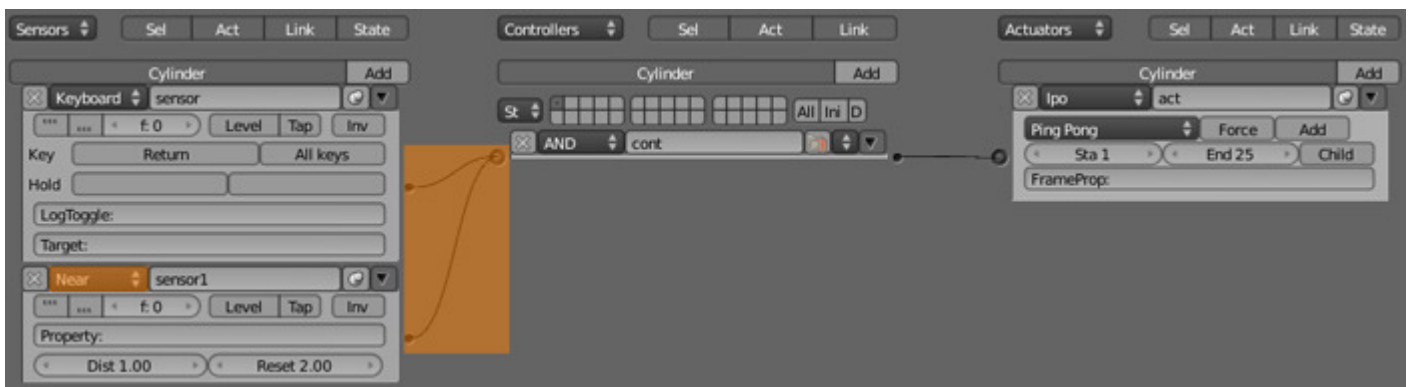 Sensors Sel Act Link State Controllers Sel Act Link Actuators Sel Act Link State
Cylinder Add Cylinder Add Cylinder Add
Keyboard sensor
f: 0 Level Tap Inv
Key Return All keys
Hold
LogToggle:
Target:
Near sensor1
f: 0 Level Tap Inv
Property:
Dist 1.00 Reset 2.00
St All Ini D
AND cont
Ipo act
Ping Pong Force Add
Sta 1 End 25 Child
FrameProp: